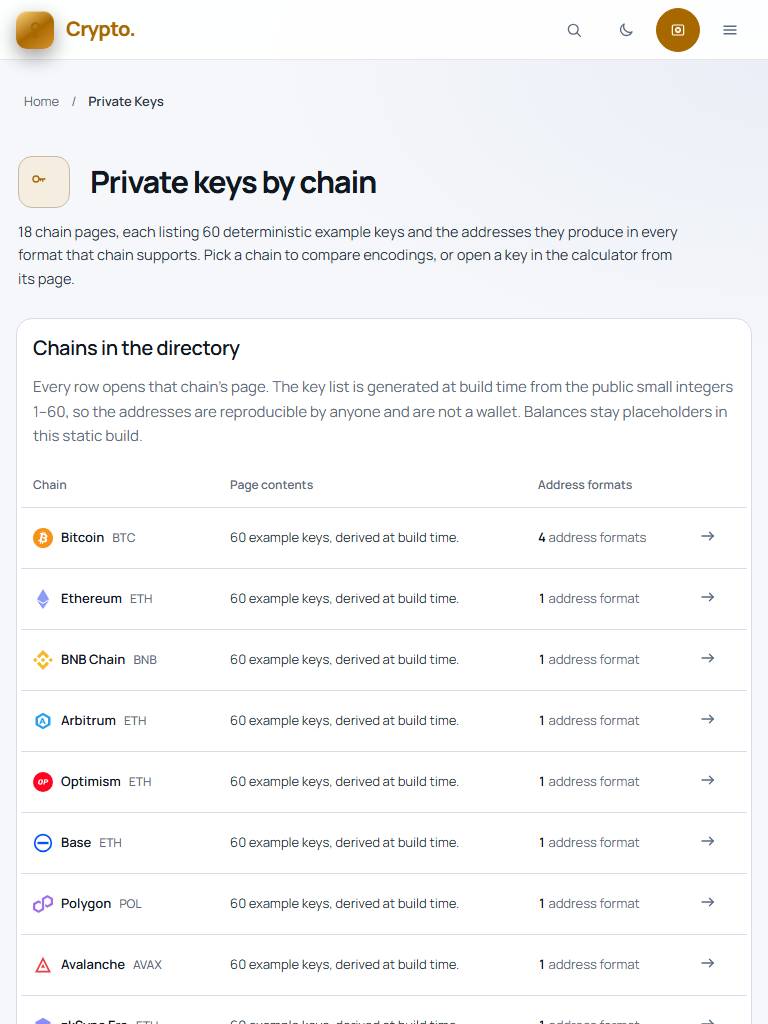 Crypto.
Home / Private Keys
Private keys by chain
18 chain pages, each listing 60 deterministic example keys and the addresses they produce in every
format that chain supports. Pick a chain to compare encodings, or open a key in the calculator from
its page.
Chains in the directory
Every row opens that chain's page. The key list is generated at build time from the public small integers
1–60, so the addresses are reproducible by anyone and are not a wallet. Balances stay placeholders in
this static build.
Chain Page contents Address formats
Bitcoin BTC 60 example keys, derived at build time. 4 address formats
Ethereum ETH 60 example keys, derived at build time. 1 address format
BNB Chain BNB 60 example keys, derived at build time. 1 address format
Arbitrum ETH 60 example keys, derived at build time. 1 address format
Optimism ETH 60 example keys, derived at build time. 1 address format
Base ETH 60 example keys, derived at build time. 1 address format
Polygon POL 60 example keys, derived at build time. 1 address format
Avalanche AVAX 60 example keys, derived at build time. 1 address format